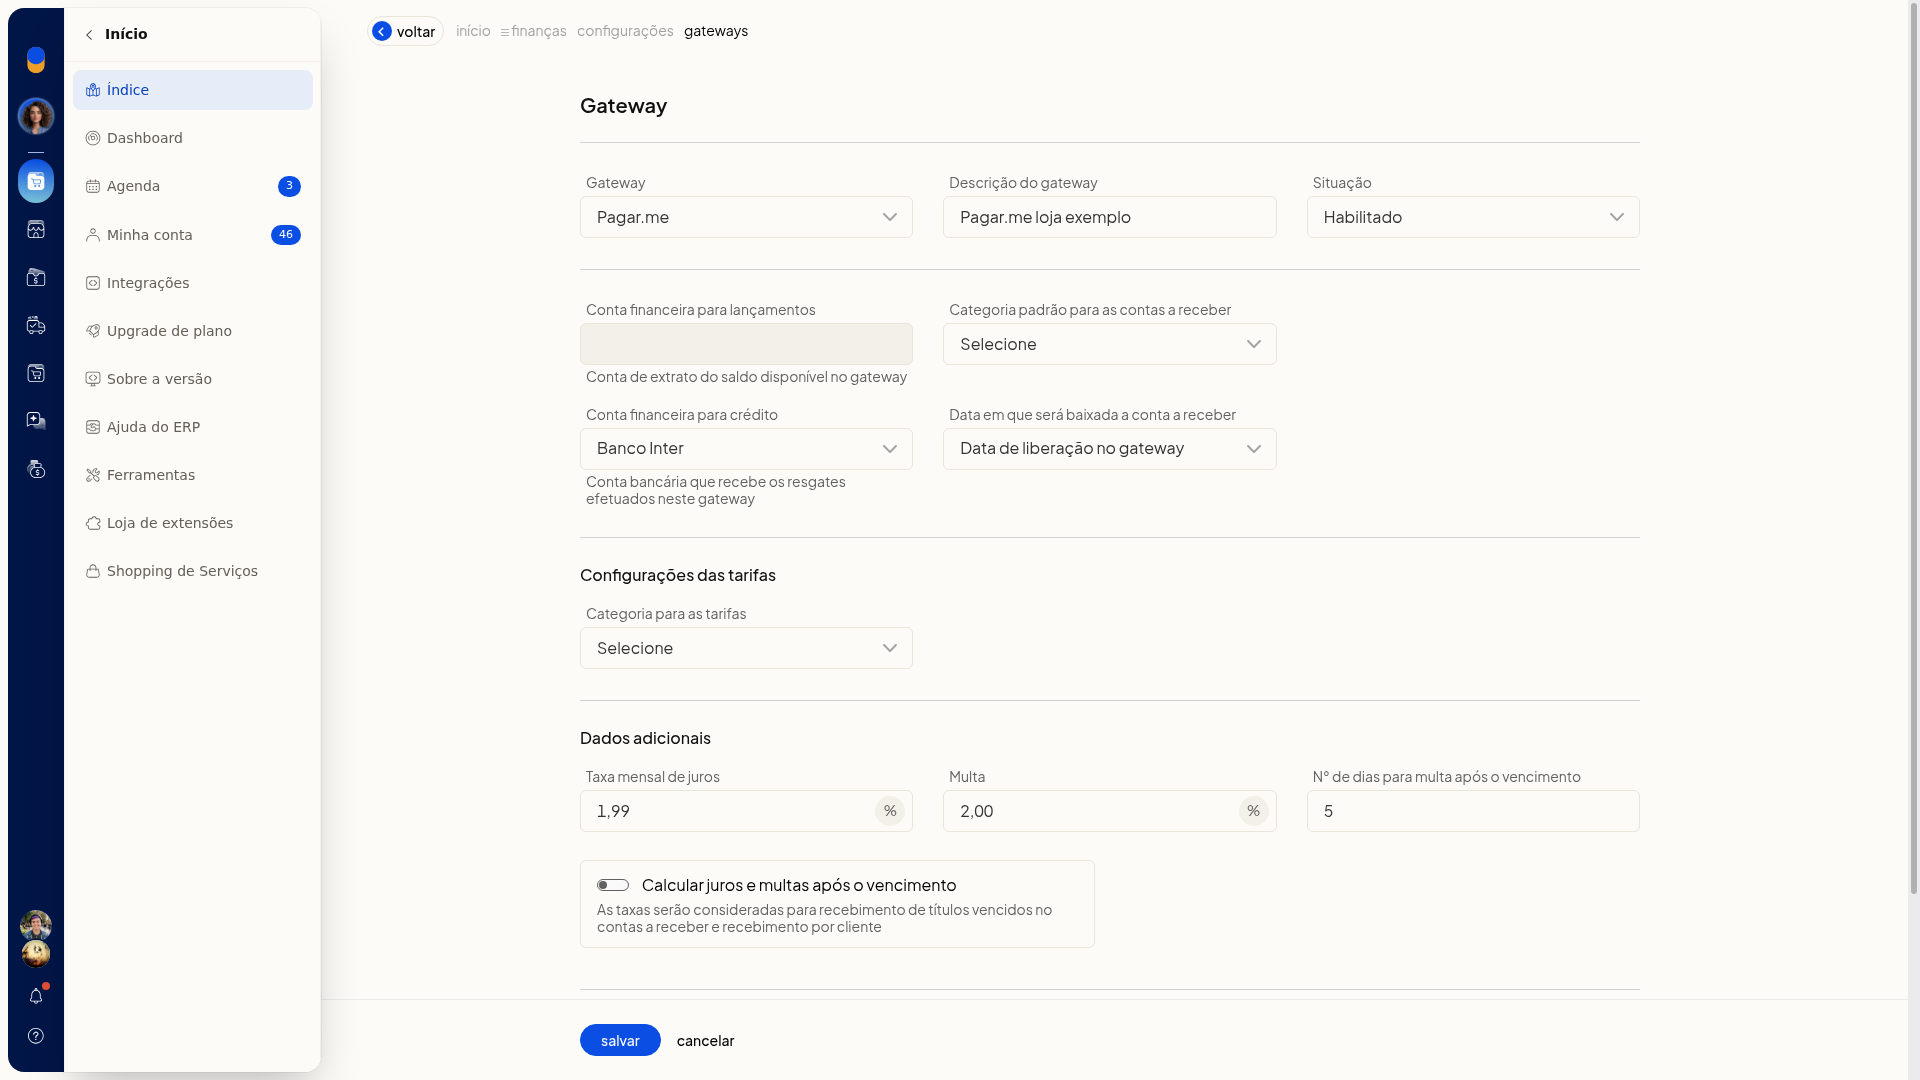 Início
Índice
Dashboard
Agenda
3
Minha conta
46
Integrações
Upgrade de plano
Sobre a versão
Ajuda do ERP
Ferramentas
Loja de extensões
Shopping de Serviços
voltar início finanças configurações gateways
Gateway
Gateway
Pagar.me
Descrição do gateway
Pagar.me loja exemplo
Situação
Habilitado
Conta financeira para lançamentos
Conta de extrato do saldo disponível no gateway
Categoria padrão para as contas a receber
Selecione
Conta financeira para crédito
Banco Inter
Conta bancária que recebe os resgates
efetuados neste gateway
Data em que será baixada a conta a receber
Data de liberação no gateway
Configurações das tarifas
Categoria para as tarifas
Selecione
Dados adicionais
Taxa mensal de juros
1,99 %
Multa
2,00 %
N° de dias para multa após o vencimento
5
Calcular juros e multas após o vencimento
As taxas serão consideradas para recebimento de títulos vencidos no
contas a receber e recebimento por cliente
salvar cancelar